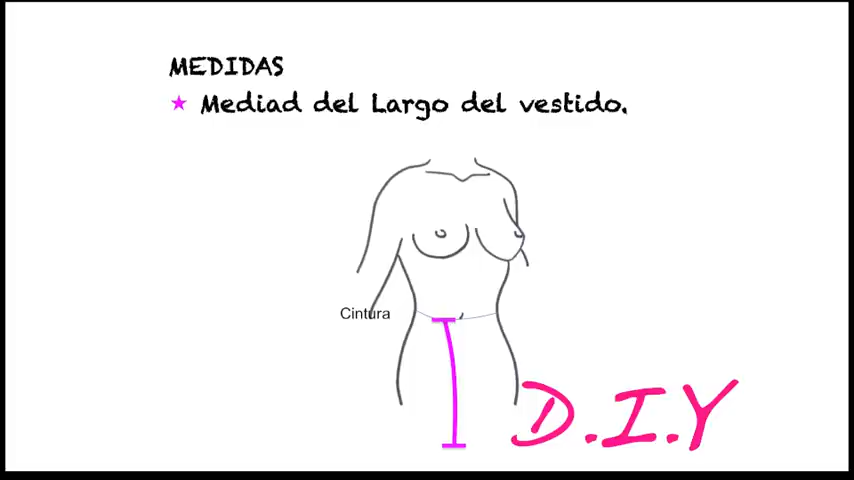 MEDIDAS
★ Mediad del Largo del vestido.
Cintura
D.I.Y